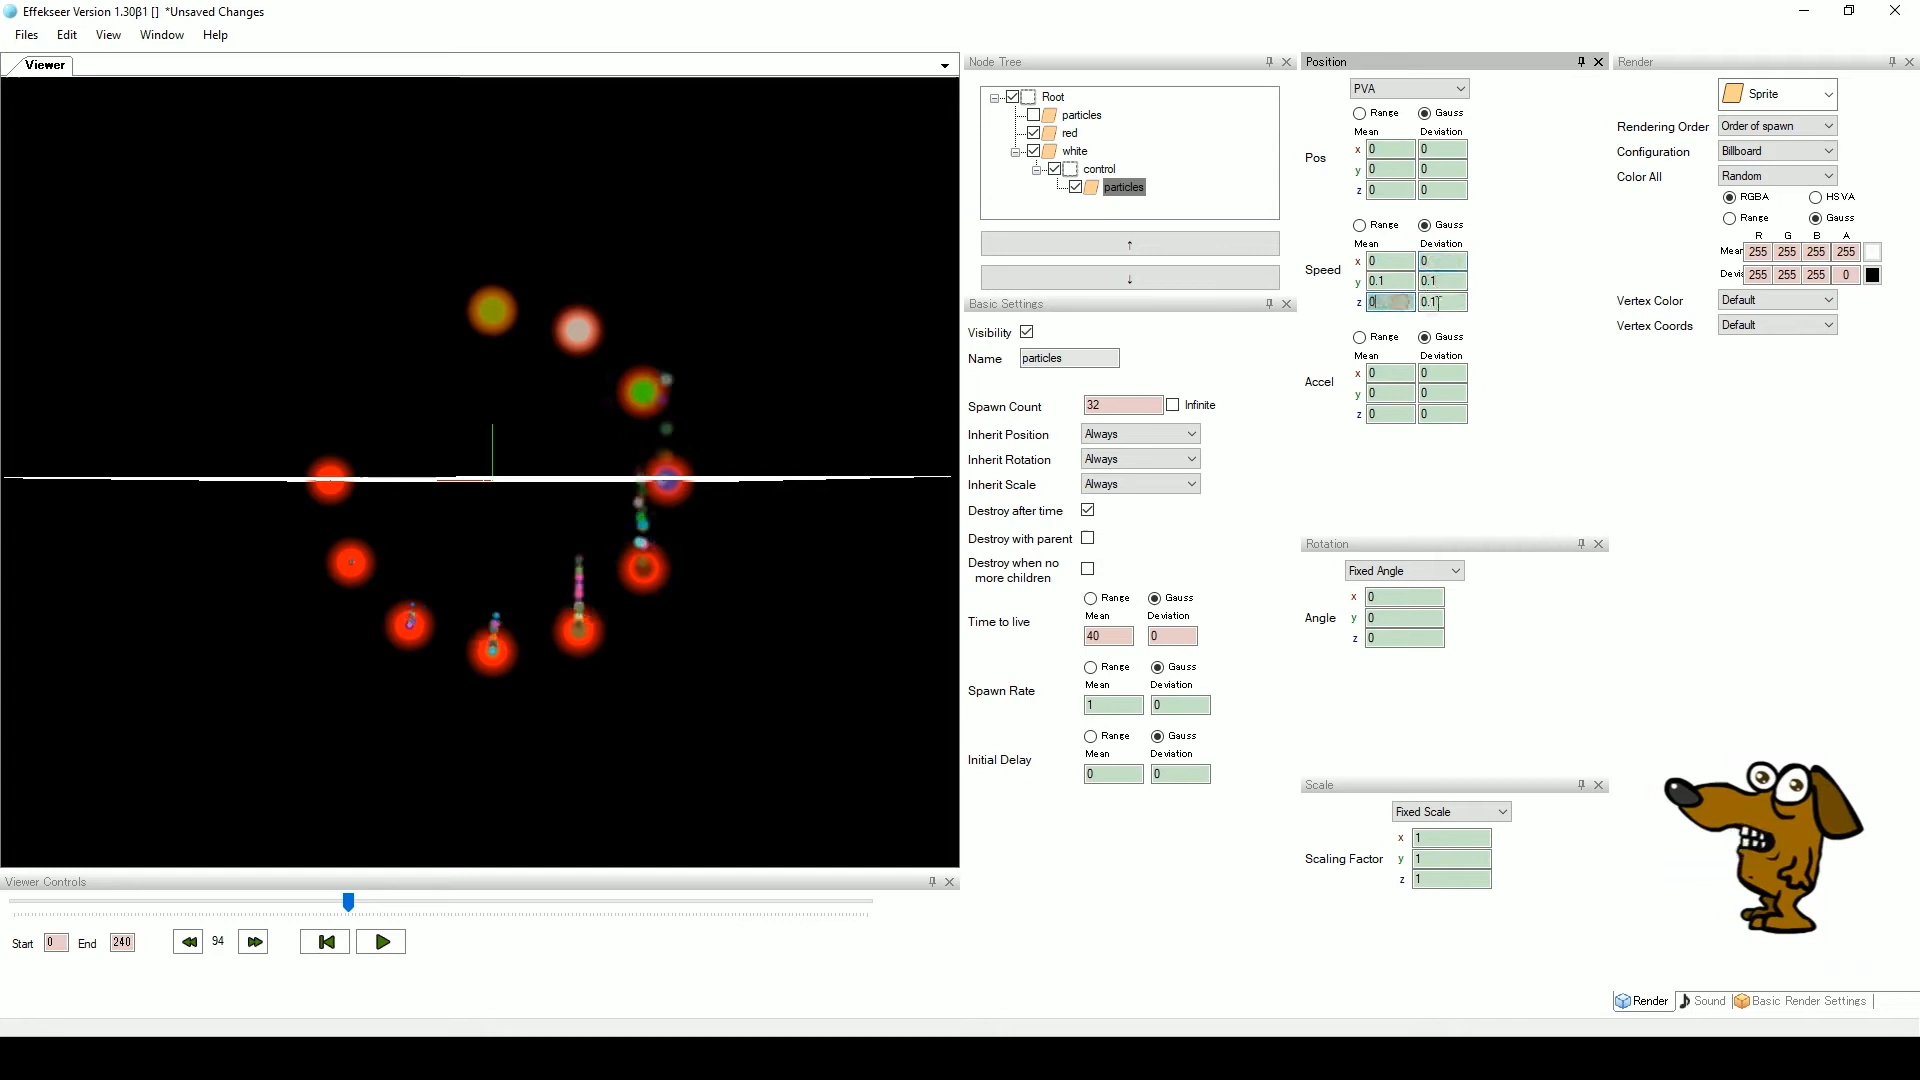 Effekseer Version 1.30β1 [] *Unsaved Changes
Files Edit View Window Help
Viewer
Node Tree
Root
particles
red
white
control
particles
↑
↓
Basic Settings
Visibility
Name particles
Spawn Count 32 Infinite
Inherit Position Always
Inherit Rotation Always
Inherit Scale Always
Destroy after time
Destroy with parent
Destroy when no
more children
Range Gauss
Mean Deviation
Time to live
40 0
Range Gauss
Mean Deviation
Spawn Rate
1 0
Range Gauss
Mean Deviation
Initial Delay
0 0
Position
PVA
Range Gauss
Mean Deviation
Pos
x 0 0
y 0 0
z 0 0
Range Gauss
Mean Deviation
Speed
x 0 0
y 0.1 0.1
z 0 0.1
Range Gauss
Mean Deviation
Accel
x 0 0
y 0 0
z 0 0
Rotation
Fixed Angle
Angle
x 0
y 0
z 0
Scale
Fixed Scale
Scaling Factor
x 1
y 1
z 1
Render
Sprite
Rendering Order Order of spawn
Configuration Billboard
Color All Random
RGBA HSVA
Range Gauss
R G B A
Mear 255 255 255 255
Devi 255 255 255 0
Vertex Color Default
Vertex Coords Default
Viewer Controls
Start 0 End 240 94
Render Sound Basic Render Settings